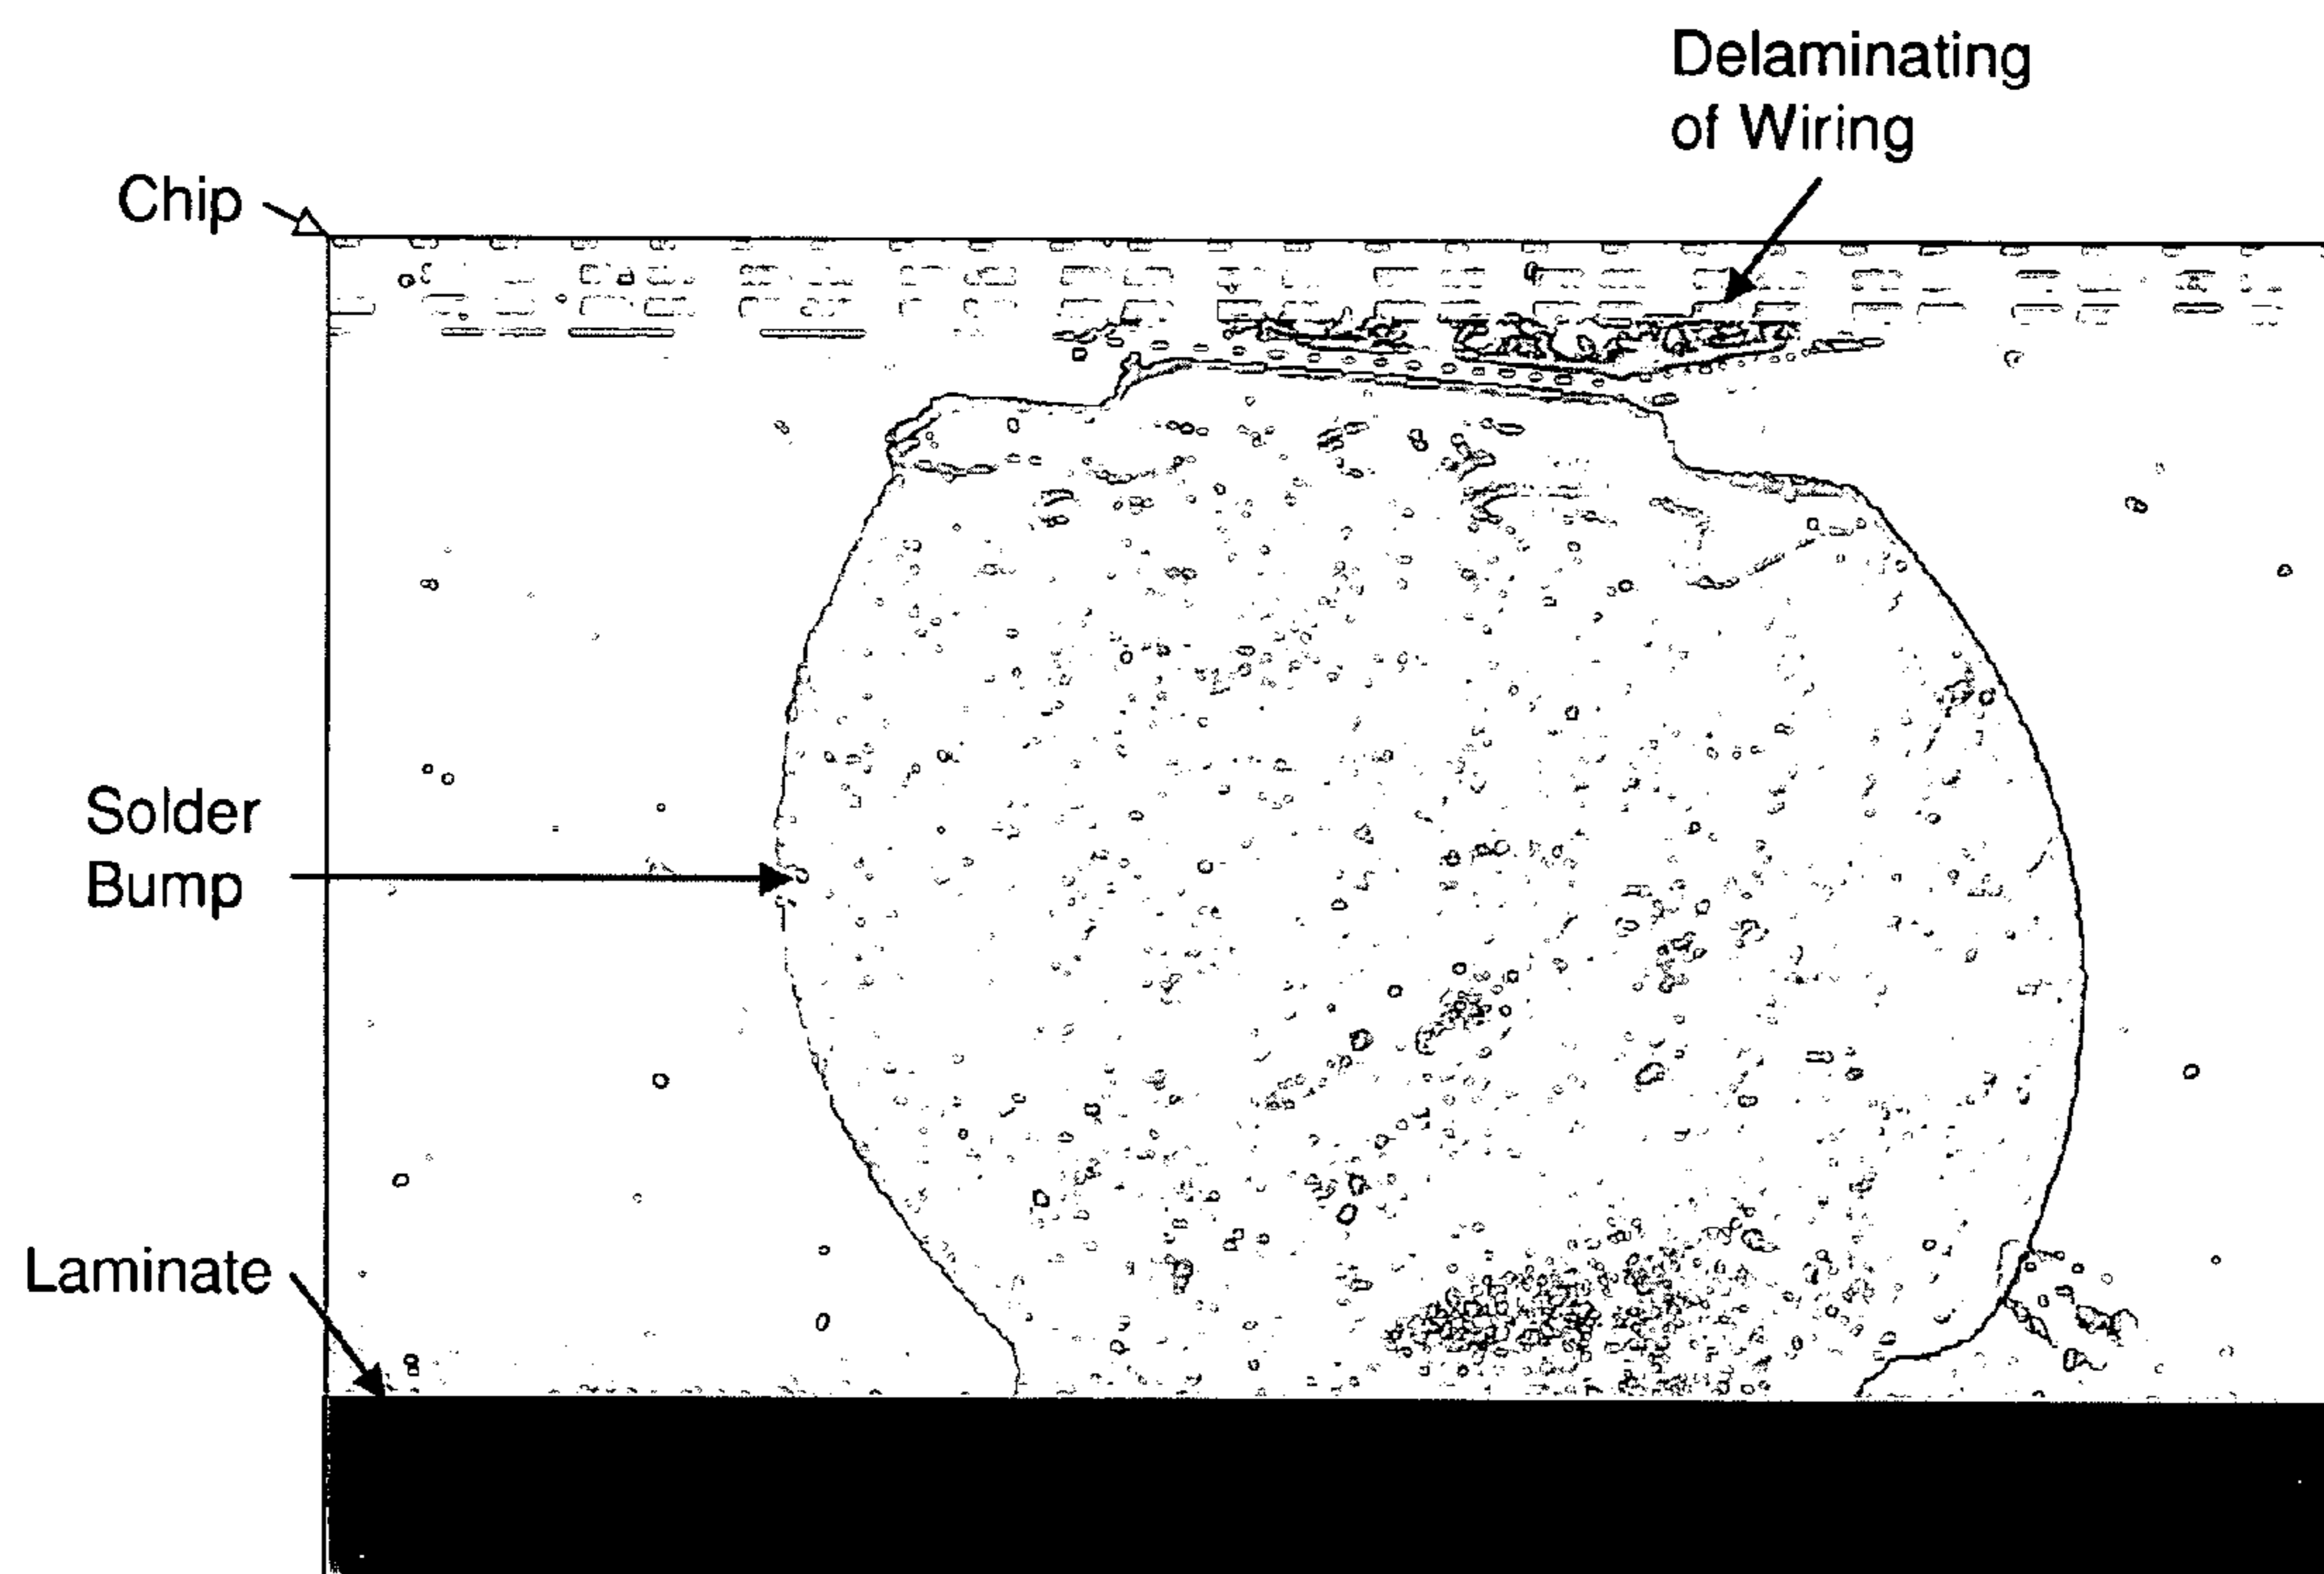 Delaminating
of Wiring
Chip
Solder
Bump
Laminate